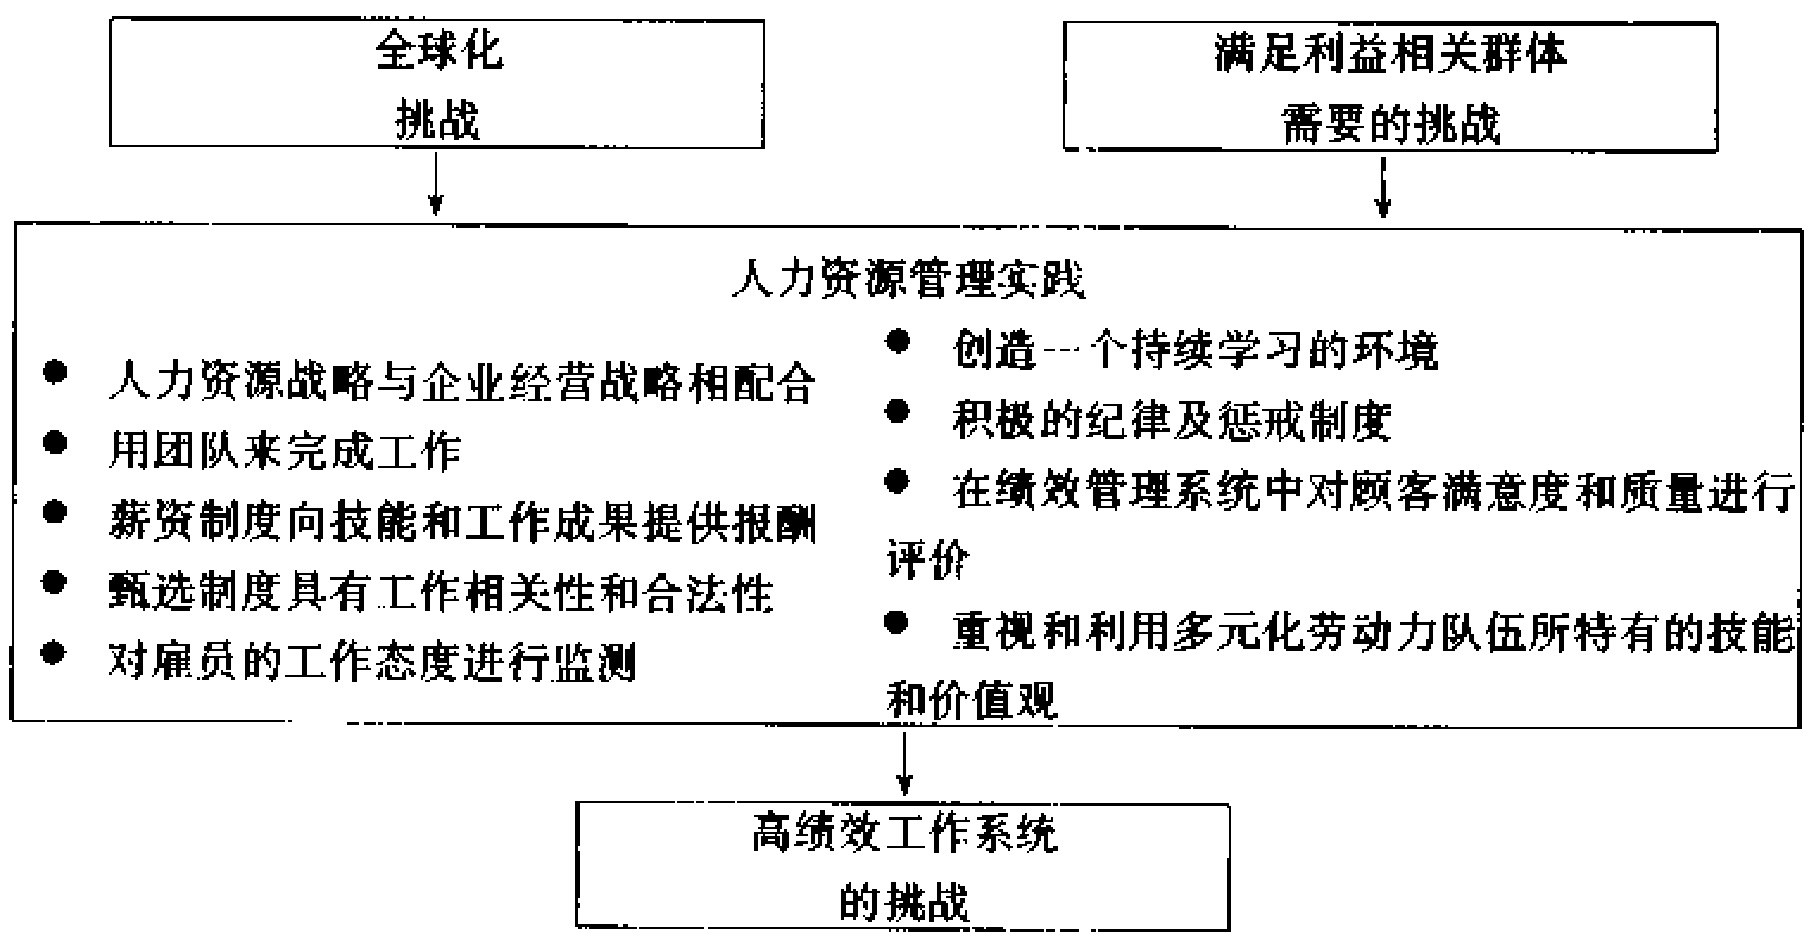 全球化
挑战
满足利益相关群体
需要的挑战
人力资源管理实践
● 人力资源战略与企业经营战略相配合
● 用团队来完成工作
● 薪资制度向技能和工作成果提供报酬
● 甄选制度具有工作相关性和合法性
● 对雇员的工作态度进行监测
● 创造一个持续学习的环境
● 积极的纪律及惩戒制度
● 在绩效管理系统中对顾客满意度和质量进行
评价
● 重视和利用多元化劳动力队伍所特有的技能
和价值观
高绩效工作系统
的挑战